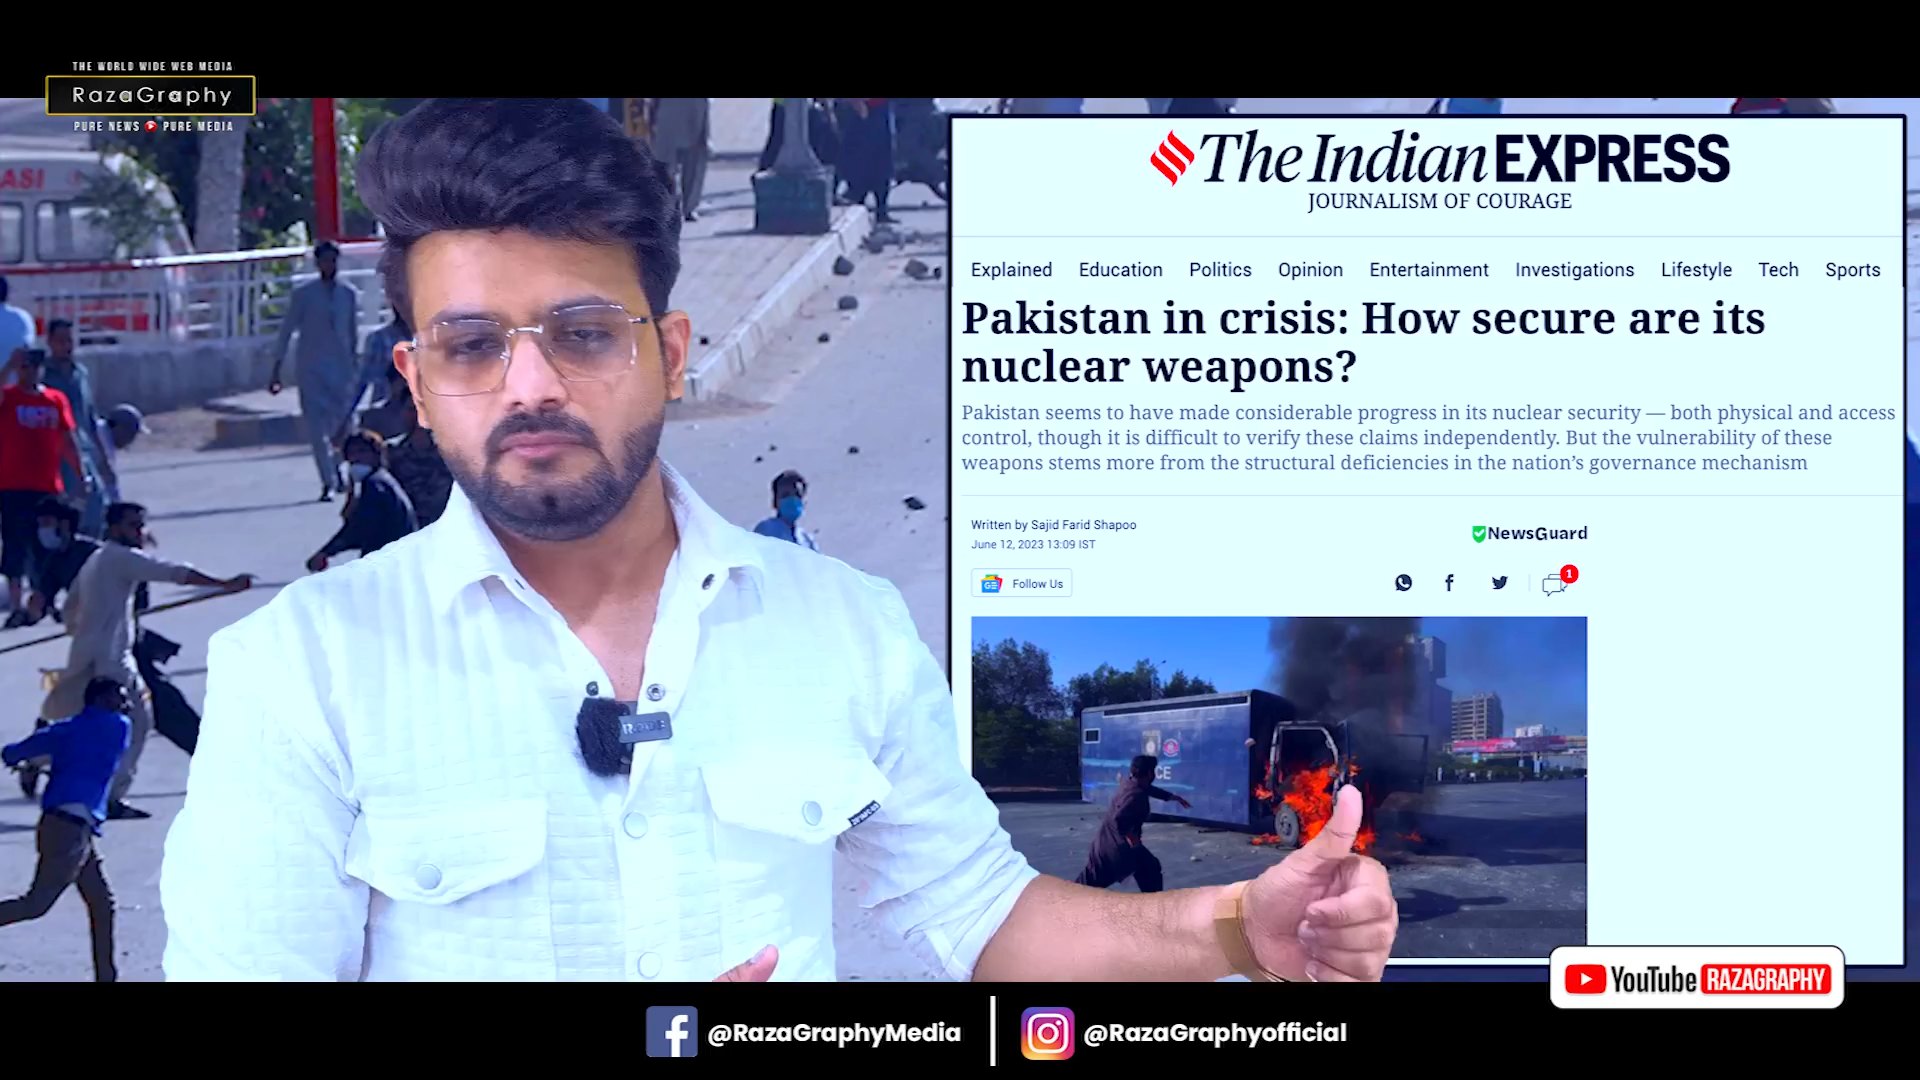 THE WORLD WIDE WEB MEDIA
RazaGraphy
PURE NEWS PURE MEDIA
ASI
The Indian EXPRESS
JOURNALISM OF COURAGE
Explained Education Politics Opinion Entertainment Investigations Lifestyle Tech Sports
Pakistan in crisis: How secure are its
nuclear weapons?
Pakistan seems to have made considerable progress in its nuclear security — both physical and access
control, though it is difficult to verify these claims independently. But the vulnerability of these
weapons stems more from the structural deficiencies in the nation’s governance mechanism
Written by Sajid Farid Shapoo
June 12, 2023 13:09 IST
NewsGuard
GE Follow Us
1
CE
YouTube RAZAGRAPHY
@RazaGraphyMedia
@RazaGraphyofficial